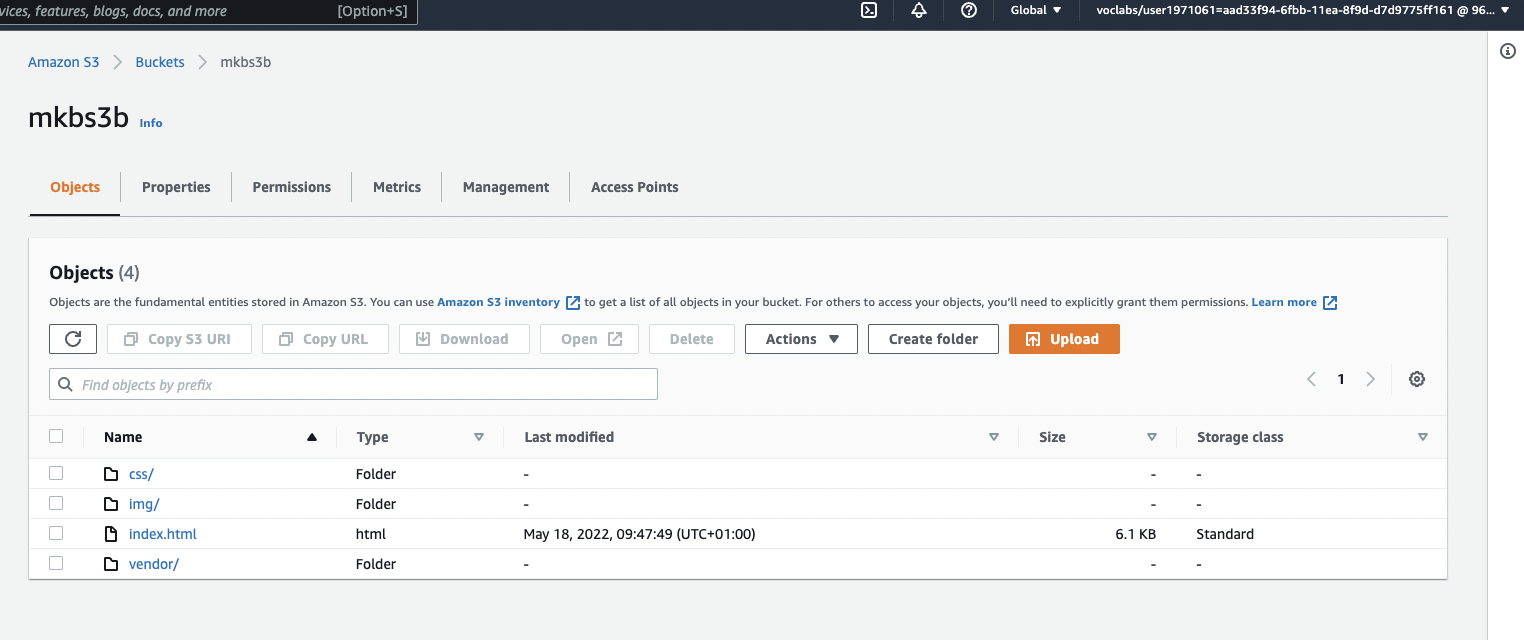 vices, features, blogs, docs, and more [Option+S] Global voclabs/user1971061=aad33f94-6fbb-11ea-8f9d-d7d9775ff161 @ 96...
Amazon S3 Buckets mkbs3b
mkbs3b Info
Objects Properties Permissions Metrics Management Access Points
Objects (4)
Objects are the fundamental entities stored in Amazon S3. You can use Amazon S3 inventory to get a list of all objects in your bucket. For others to access your objects, you'll need to explicitly grant them permissions. Learn more
Copy S3 URI Copy URL Download Open Delete Actions Create folder Upload
Find objects by prefix 1
Name Type Last modified Size Storage class
css/ Folder - - -
img/ Folder - - -
index.html html May 18, 2022, 09:47:49 (UTC+01:00) 6.1 KB Standard
vendor/ Folder - - -